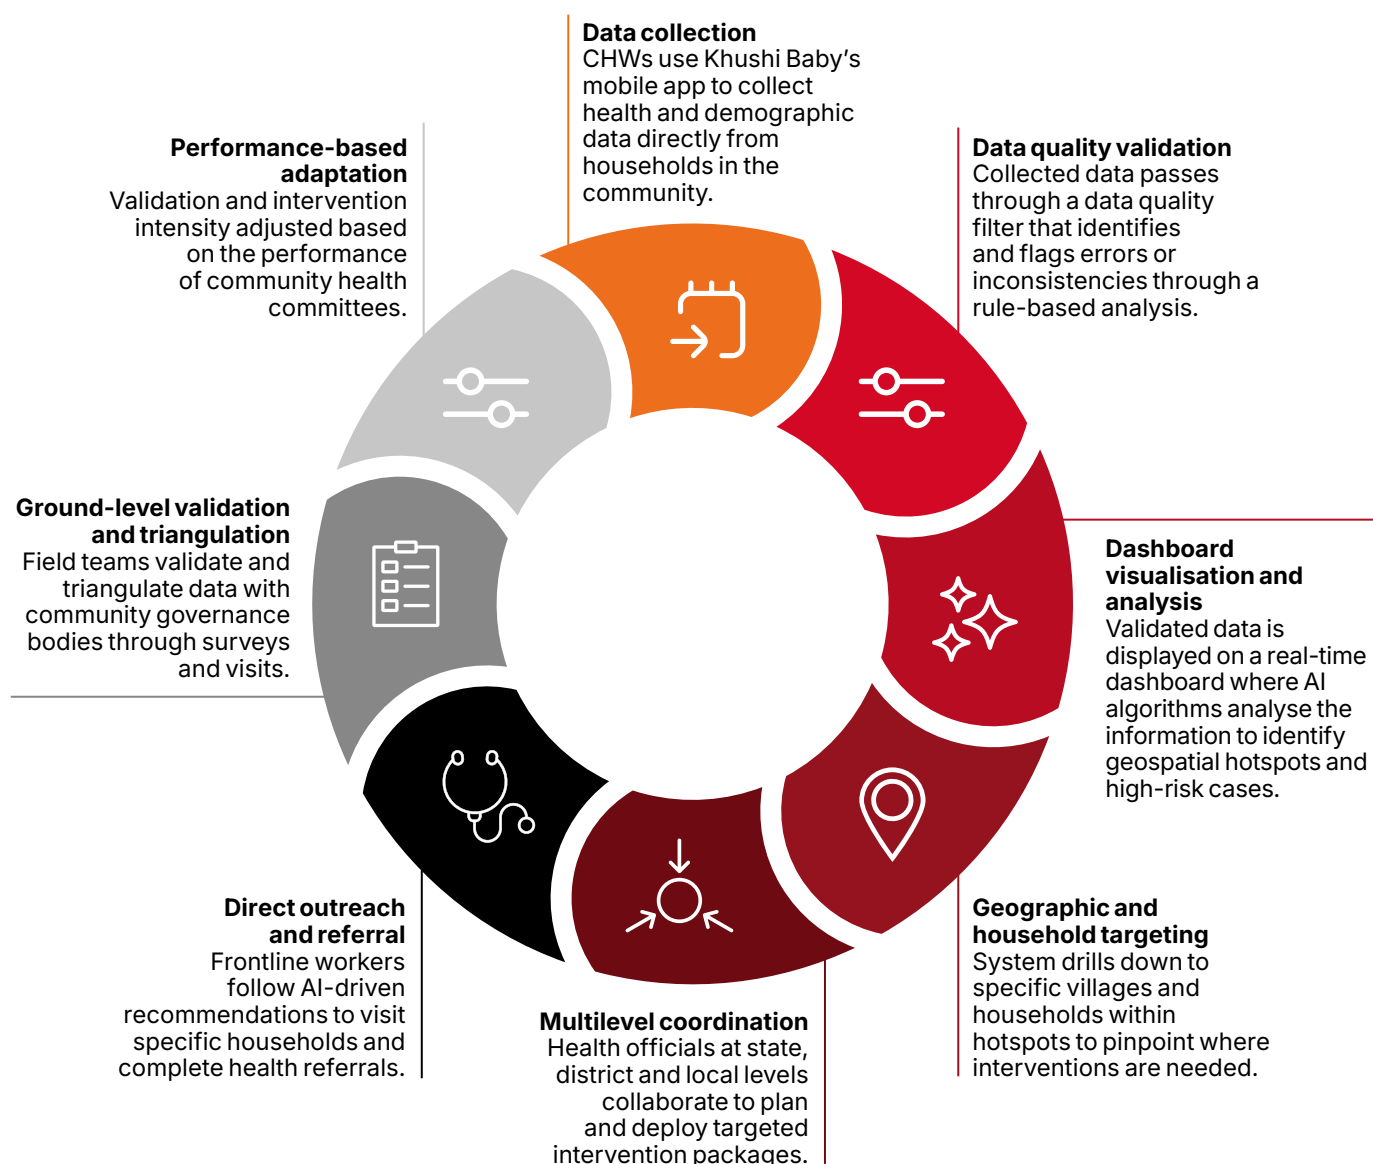 Data collection
CHWs use Khushi Baby’s
mobile app to collect
health and demographic
data directly from
households in the
community.
Data quality validation
Collected data passes
through a data quality
filter that identifies
and flags errors or
inconsistencies through a
rule-based analysis.
Dashboard
visualisation and
analysis
Validated data is
displayed on a real-time
dashboard where AI
algorithms analyse the
information to identify
geospatial hotspots and
high-risk cases.
Geographic and
household targeting
System drills down to
specific villages and
households within
hotspots to pinpoint where
interventions are needed.
Multilevel coordination
Health officials at state,
district and local levels
collaborate to plan
and deploy targeted
intervention packages.
Direct outreach
and referral
Frontline workers
follow AI-driven
recommendations to visit
specific households and
complete health referrals.
Ground-level validation
and triangulation
Field teams validate and
triangulate data with
community governance
bodies through surveys
and visits.
Performance-based
adaptation
Validation and intervention
intensity adjusted based
on the performance
of community health
committees.